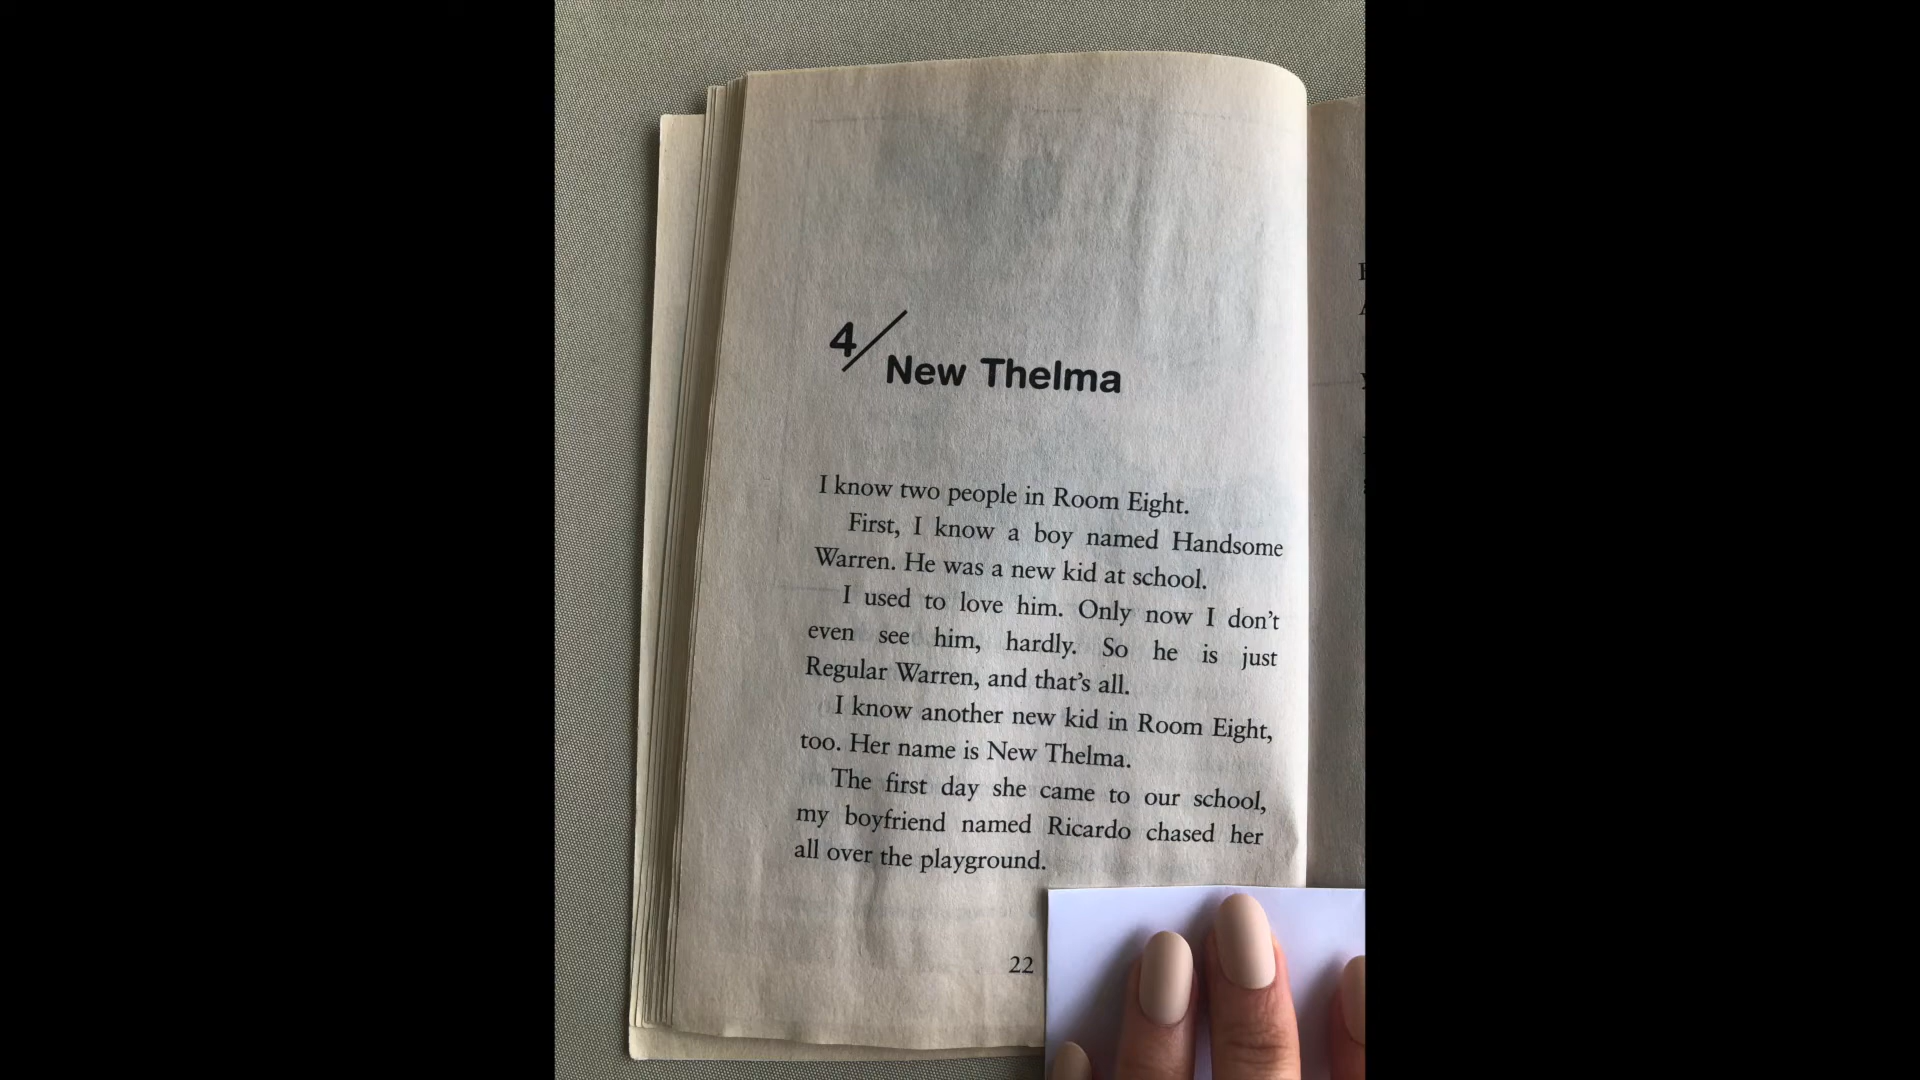 4/
New Thelma
I know two people in Room Eight.
First, I know a boy named Handsome
Warren. He was a new kid at school.
I used to love him. Only now I don't
even see him, hardly. So he is just
Regular Warren, and that's all.
I know another new kid in Room Eight,
too. Her name is New Thelma.
The first day she came to our school,
my boyfriend named Ricardo chased her
all over the playground.
22